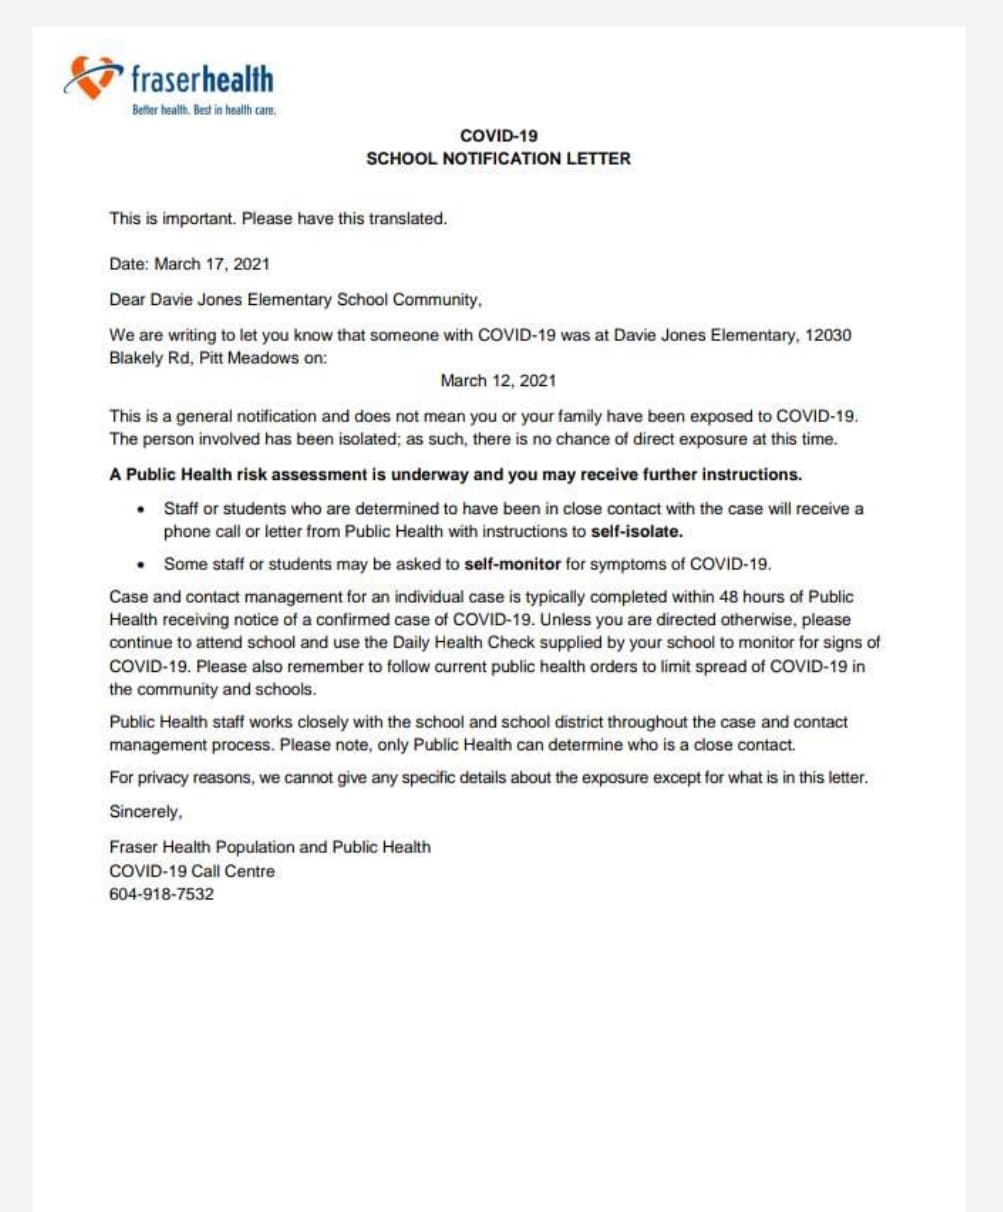 fraserhealth
Better health. Best in health care.
COVID-19
SCHOOL NOTIFICATION LETTER
This is important. Please have this translated.
Date: March 17, 2021
Dear Davie Jones Elementary School Community,
We are writing to let you know that someone with COVID-19 was at Davie Jones Elementary, 12030
Blakely Rd, Pitt Meadows on:
March 12, 2021
This is a general notification and does not mean you or your family have been exposed to COVID-19.
The person involved has been isolated; as such, there is no chance of direct exposure at this time.
A Public Health risk assessment is underway and you may receive further instructions.
• Staff or students who are determined to have been in close contact with the case will receive a
phone call or letter from Public Health with instructions to self-isolate.
• Some staff or students may be asked to self-monitor for symptoms of COVID-19.
Case and contact management for an individual case is typically completed within 48 hours of Public
Health receiving notice of a confirmed case of COVID-19. Unless you are directed otherwise, please
continue to attend school and use the Daily Health Check supplied by your school to monitor for signs of
COVID-19. Please also remember to follow current public health orders to limit spread of COVID-19 in
the community and schools.
Public Health staff works closely with the school and school district throughout the case and contact
management process. Please note, only Public Health can determine who is a close contact.
For privacy reasons, we cannot give any specific details about the exposure except for what is in this letter.
Sincerely,
Fraser Health Population and Public Health
COVID-19 Call Centre
604-918-7532